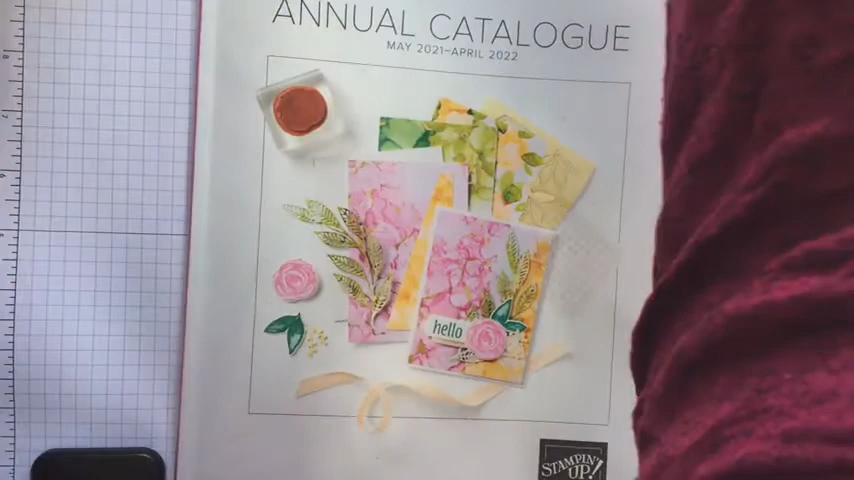 ANNUAL CATALOGUE
MAY 2021–APRIL 2022
hello
STAMPIN'
UP!